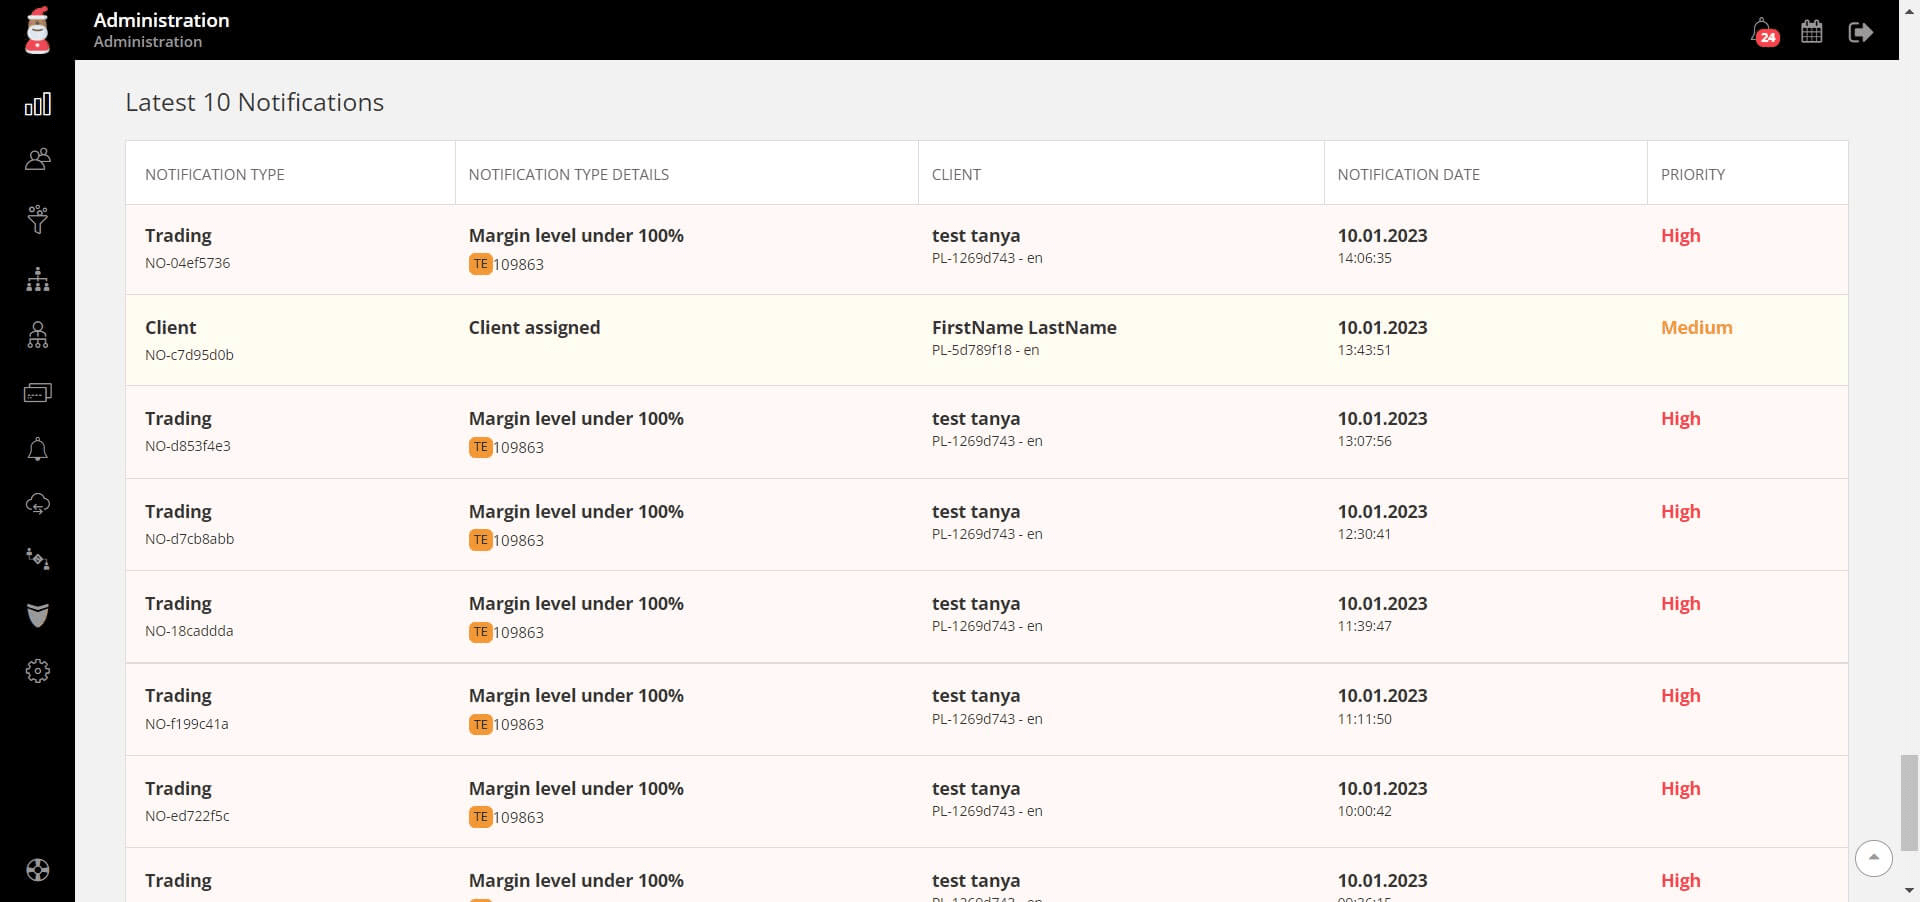 Administration
Administration
24
Latest 10 Notifications
NOTIFICATION TYPE NOTIFICATION TYPE DETAILS CLIENT NOTIFICATION DATE PRIORITY
Trading Margin level under 100% test tanya 10.01.2023 High
NO-04ef5736 TE 109863 PL-1269d743 - en 14:06:35
Client Client assigned FirstName LastName 10.01.2023 Medium
NO-c7d95d0b PL-5d789f18 - en 13:43:51
Trading Margin level under 100% test tanya 10.01.2023 High
NO-d853f4e3 TE 109863 PL-1269d743 - en 13:07:56
Trading Margin level under 100% test tanya 10.01.2023 High
NO-d7cb8abb TE 109863 PL-1269d743 - en 12:30:41
Trading Margin level under 100% test tanya 10.01.2023 High
NO-18caddda TE 109863 PL-1269d743 - en 11:39:47
Trading Margin level under 100% test tanya 10.01.2023 High
NO-f199c41a TE 109863 PL-1269d743 - en 11:11:50
Trading Margin level under 100% test tanya 10.01.2023 High
NO-ed722f5c TE 109863 PL-1269d743 - en 10:00:42
Trading Margin level under 100% test tanya 10.01.2023 High